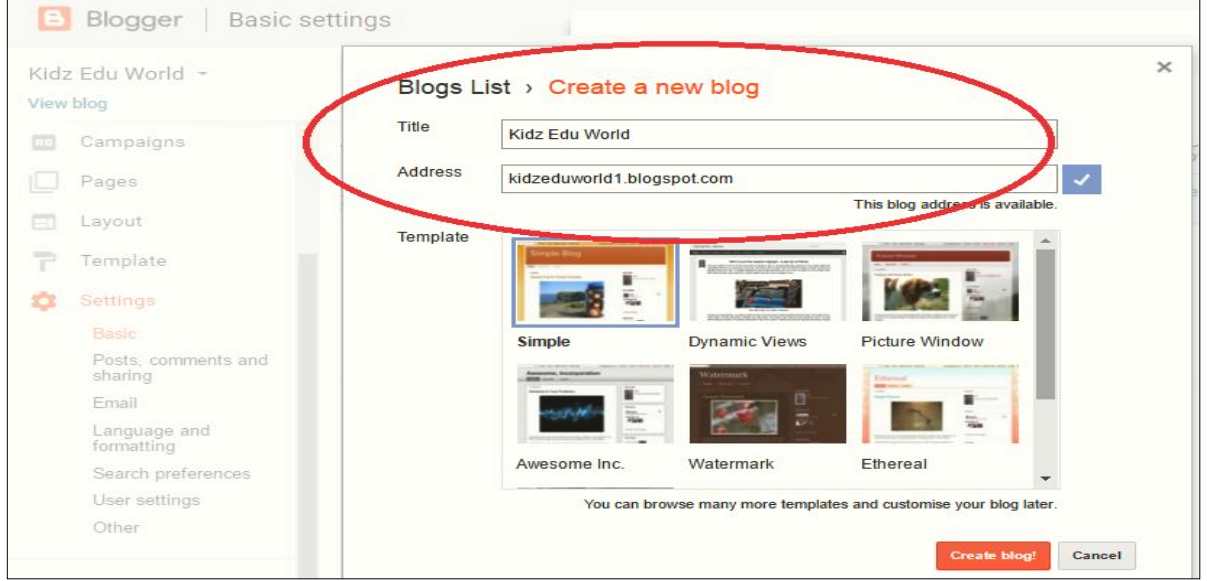 Blogger | Basic settings
Kidz Edu World
View blog
Campaigns
Pages
Layout
Template
Settings
Basic
Posts, comments and
sharing
Email
Language and
formatting
Search preferences
User settings
Other
Blogs List › Create a new blog
Title
Kidz Edu World
Address
kidzeduworld1.blogspot.com
This blog address is available.
Template
Simple Blog
Simple
Dynamic Views
Picture Window
Awesome, Incorporation
Watermark
Ethereal
Awesome Inc.
Watermark
Ethereal
You can browse many more templates and customise your blog later.
Create blog!
Cancel